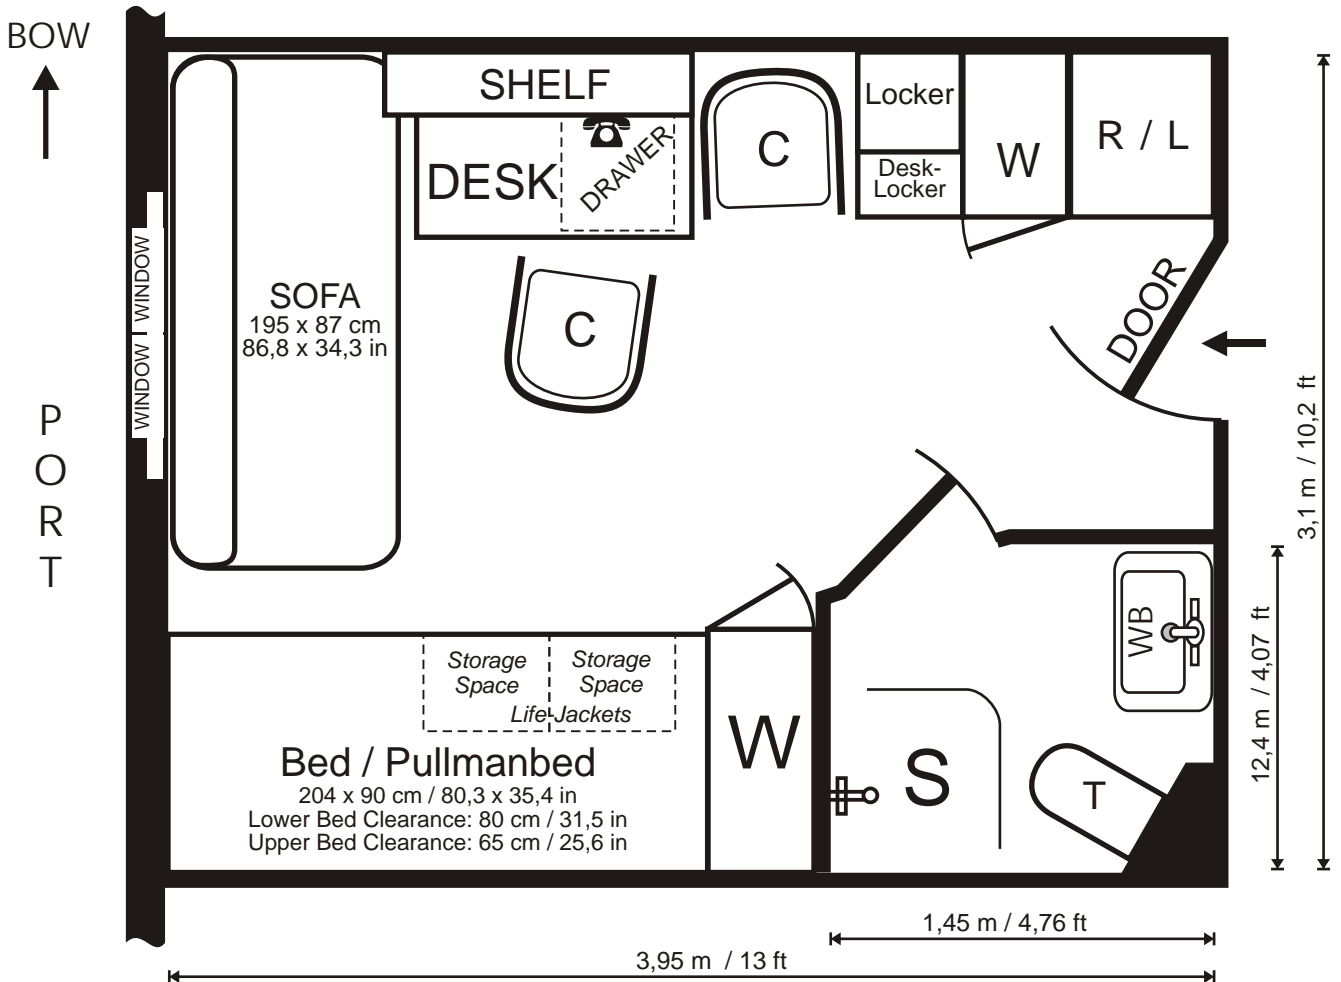 BOW
SHELF
DESK
DRAWER
C
Locker
Desk-
Locker
W
R / L
WINDOW
WINDOW
SOFA
195 x 87 cm
86,8 x 34,3 in
C
DOOR
P
O
R
T
3,1 m / 10,2 ft
Storage
Space
Storage
Space
Life-Jackets
Bed / Pullmanbed
204 x 90 cm / 80,3 x 35,4 in
Lower Bed Clearance: 80 cm / 31,5 in
Upper Bed Clearance: 65 cm / 25,6 in
W
S
WB
T
12,4 m / 4,07 ft
1,45 m / 4,76 ft
3,95 m / 13 ft